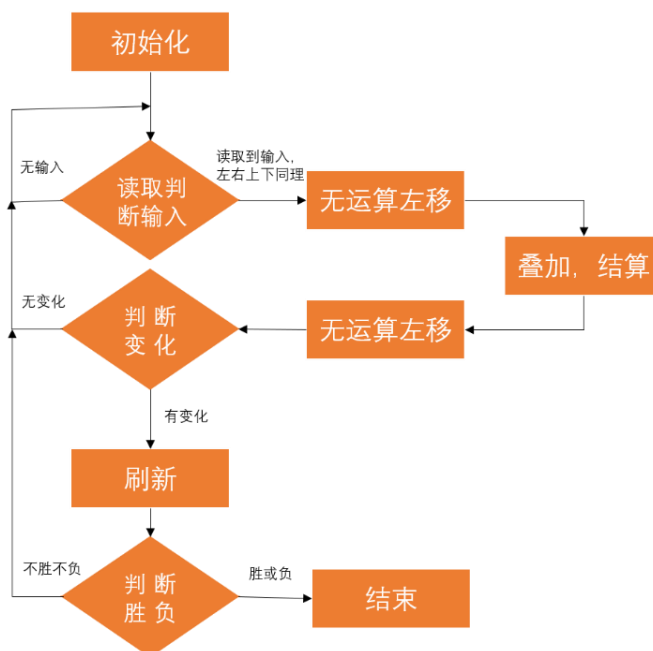 初始化
无输入
读取判
断输入
读取到输入，
左右上下同理
无运算左移
叠加，结算
无变化
判 断
变 化
无运算左移
有变化
刷新
不胜不负
判 断
胜 负
胜或负
结束